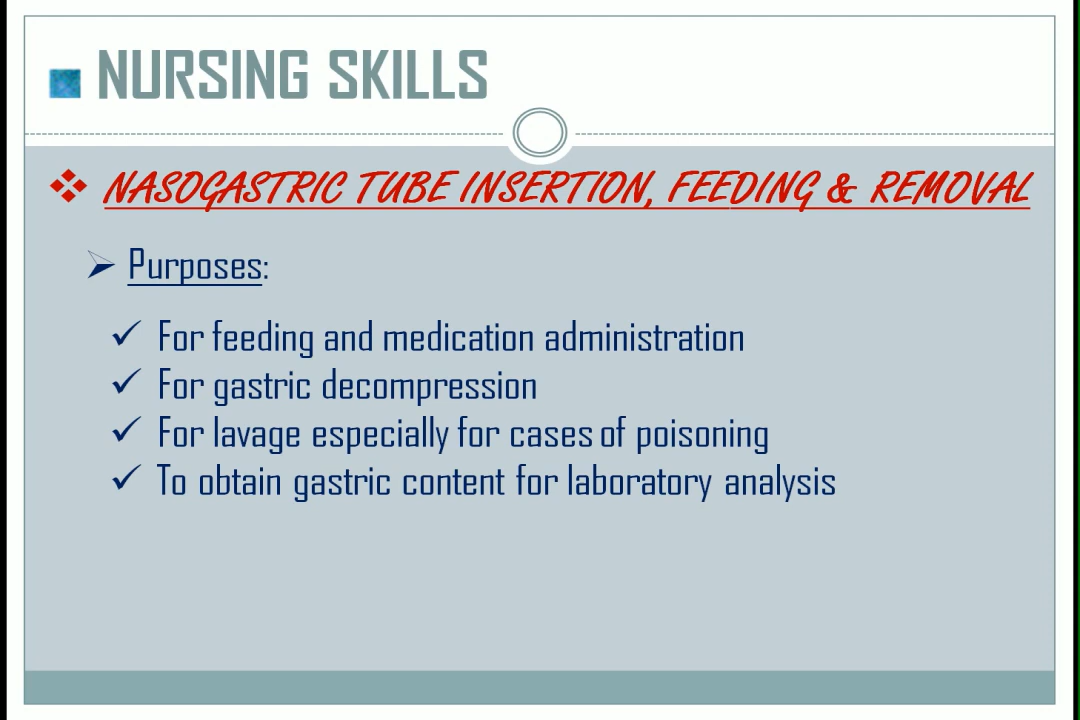 NURSING SKILLS
NASOGASTRIC TUBE INSERTION, FEEDING & REMOVAL
Purposes:
For feeding and medication administration
For gastric decompression
For lavage especially for cases of poisoning
To obtain gastric content for laboratory analysis